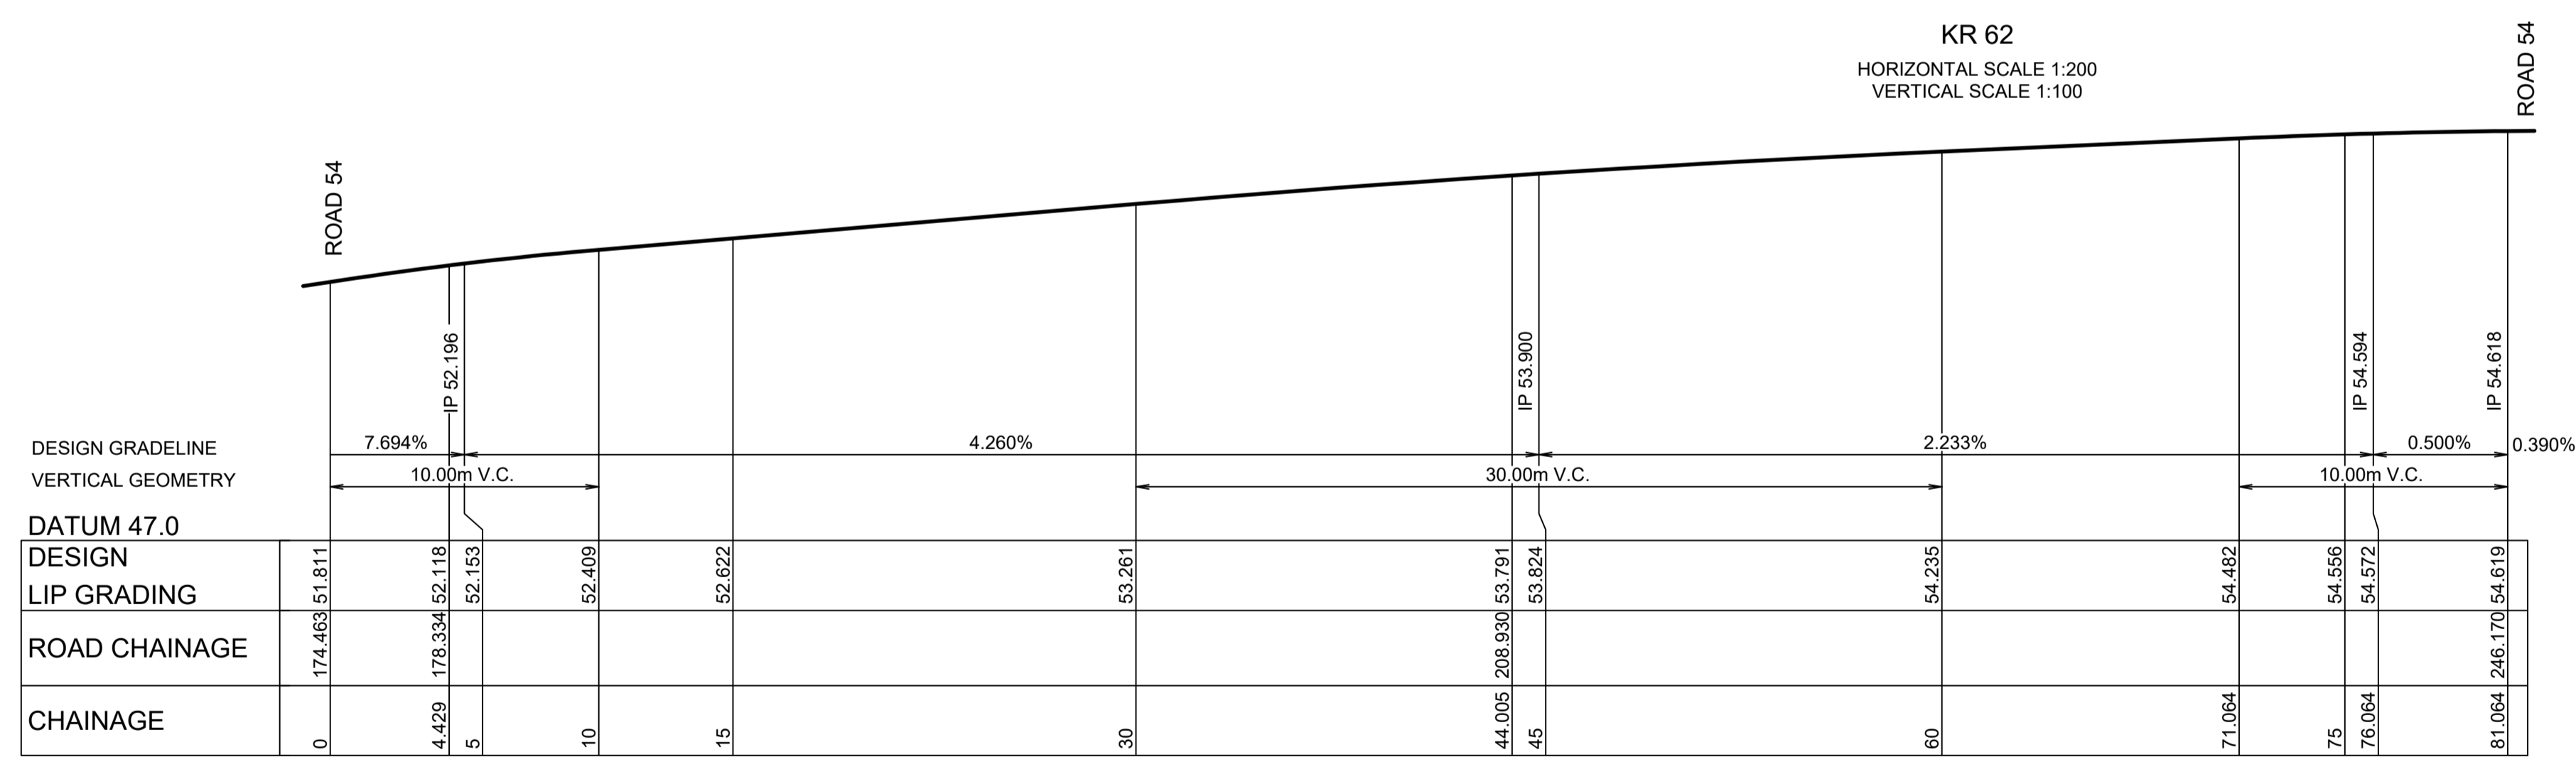 KR 62
HORIZONTAL SCALE 1:200
VERTICAL SCALE 1:100
ROAD 54
ROAD 54
IP 52.196
IP 53.900
IP 54.594
IP 54.618
DESIGN GRADELINE
7.694%
4.260%
2.233%
0.500%
0.390%
VERTICAL GEOMETRY
10.00m V.C.
30.00m V.C.
10.00m V.C.
DATUM 47.0
DESIGN
LIP GRADING
51.811
52.118
52.153
52.409
52.622
53.261
53.791
53.824
54.235
54.482
54.556
54.572
54.619
ROAD CHAINAGE
174.463
178.334
208.930
246.170
CHAINAGE
0
4.429
5
10
15
30
44.005
45
60
71.064
75
76.064
81.064